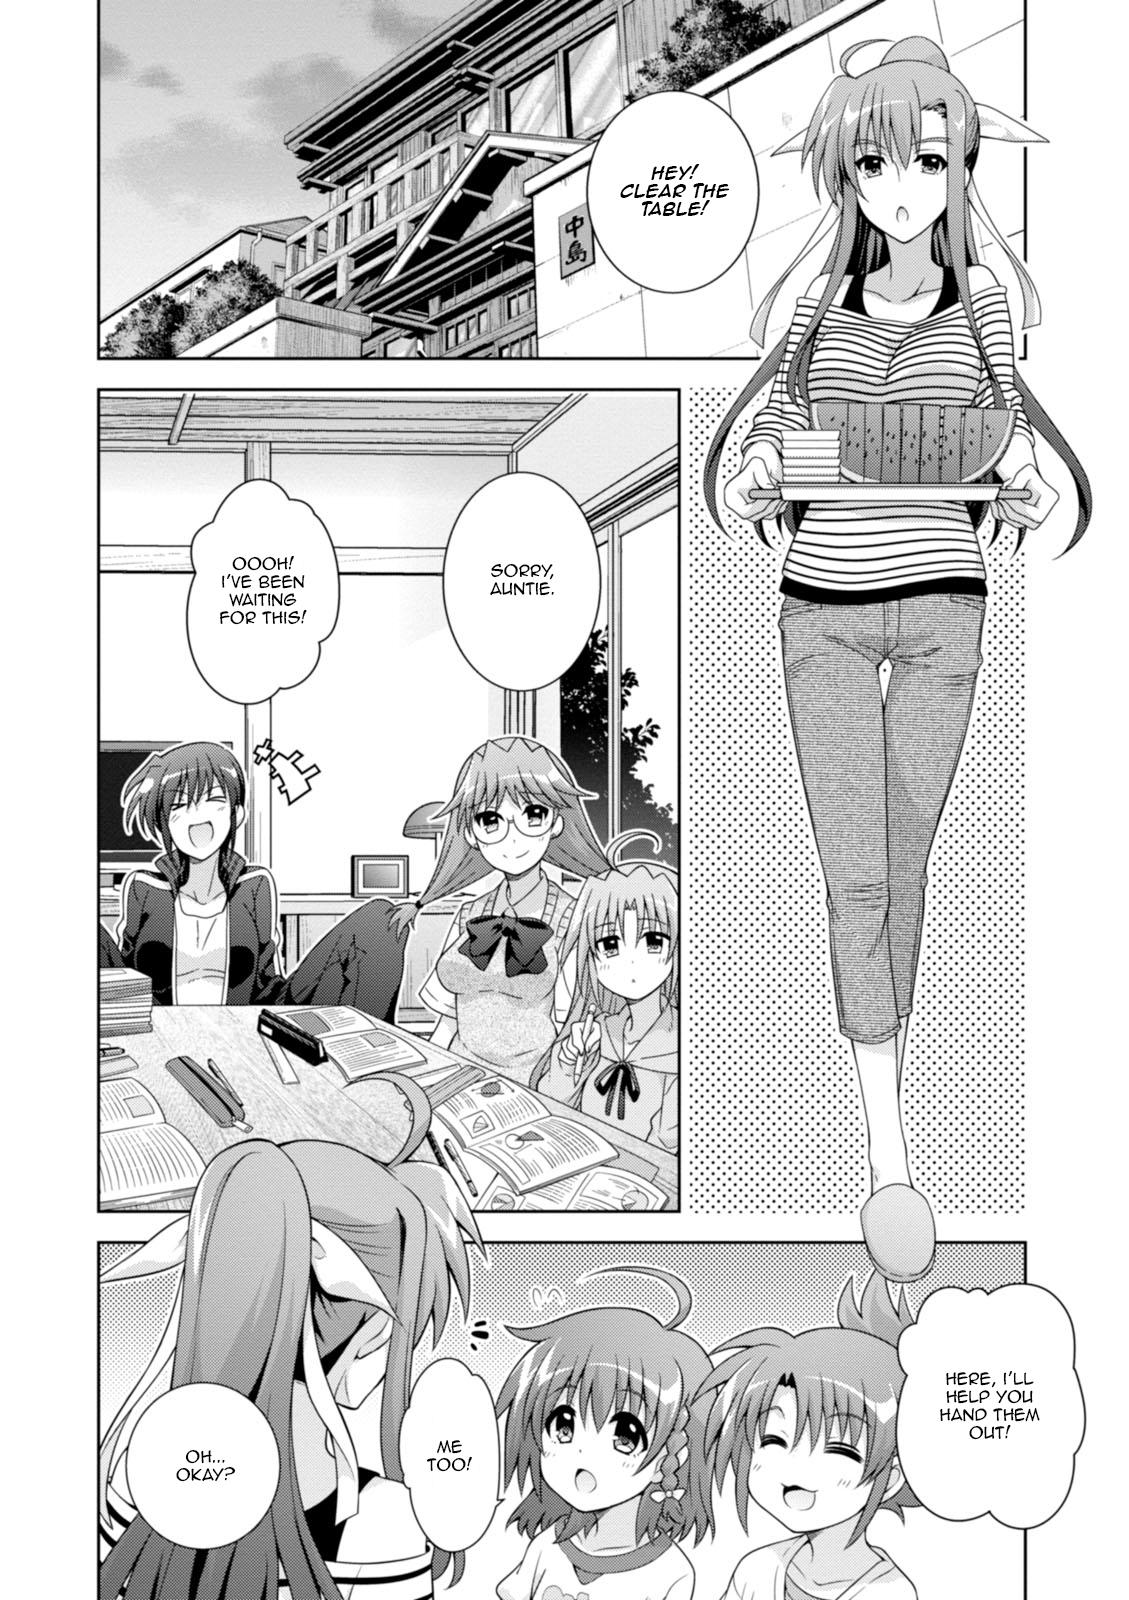 HEY!
CLEAR THE
TABLE!
中島
SORRY,
AUNTIE.
OOOH!
I'VE BEEN
WAITING
FOR THIS!
HERE, I'LL
HELP YOU
HAND THEM
OUT!
ME
TOO!
OH...
OKAY?